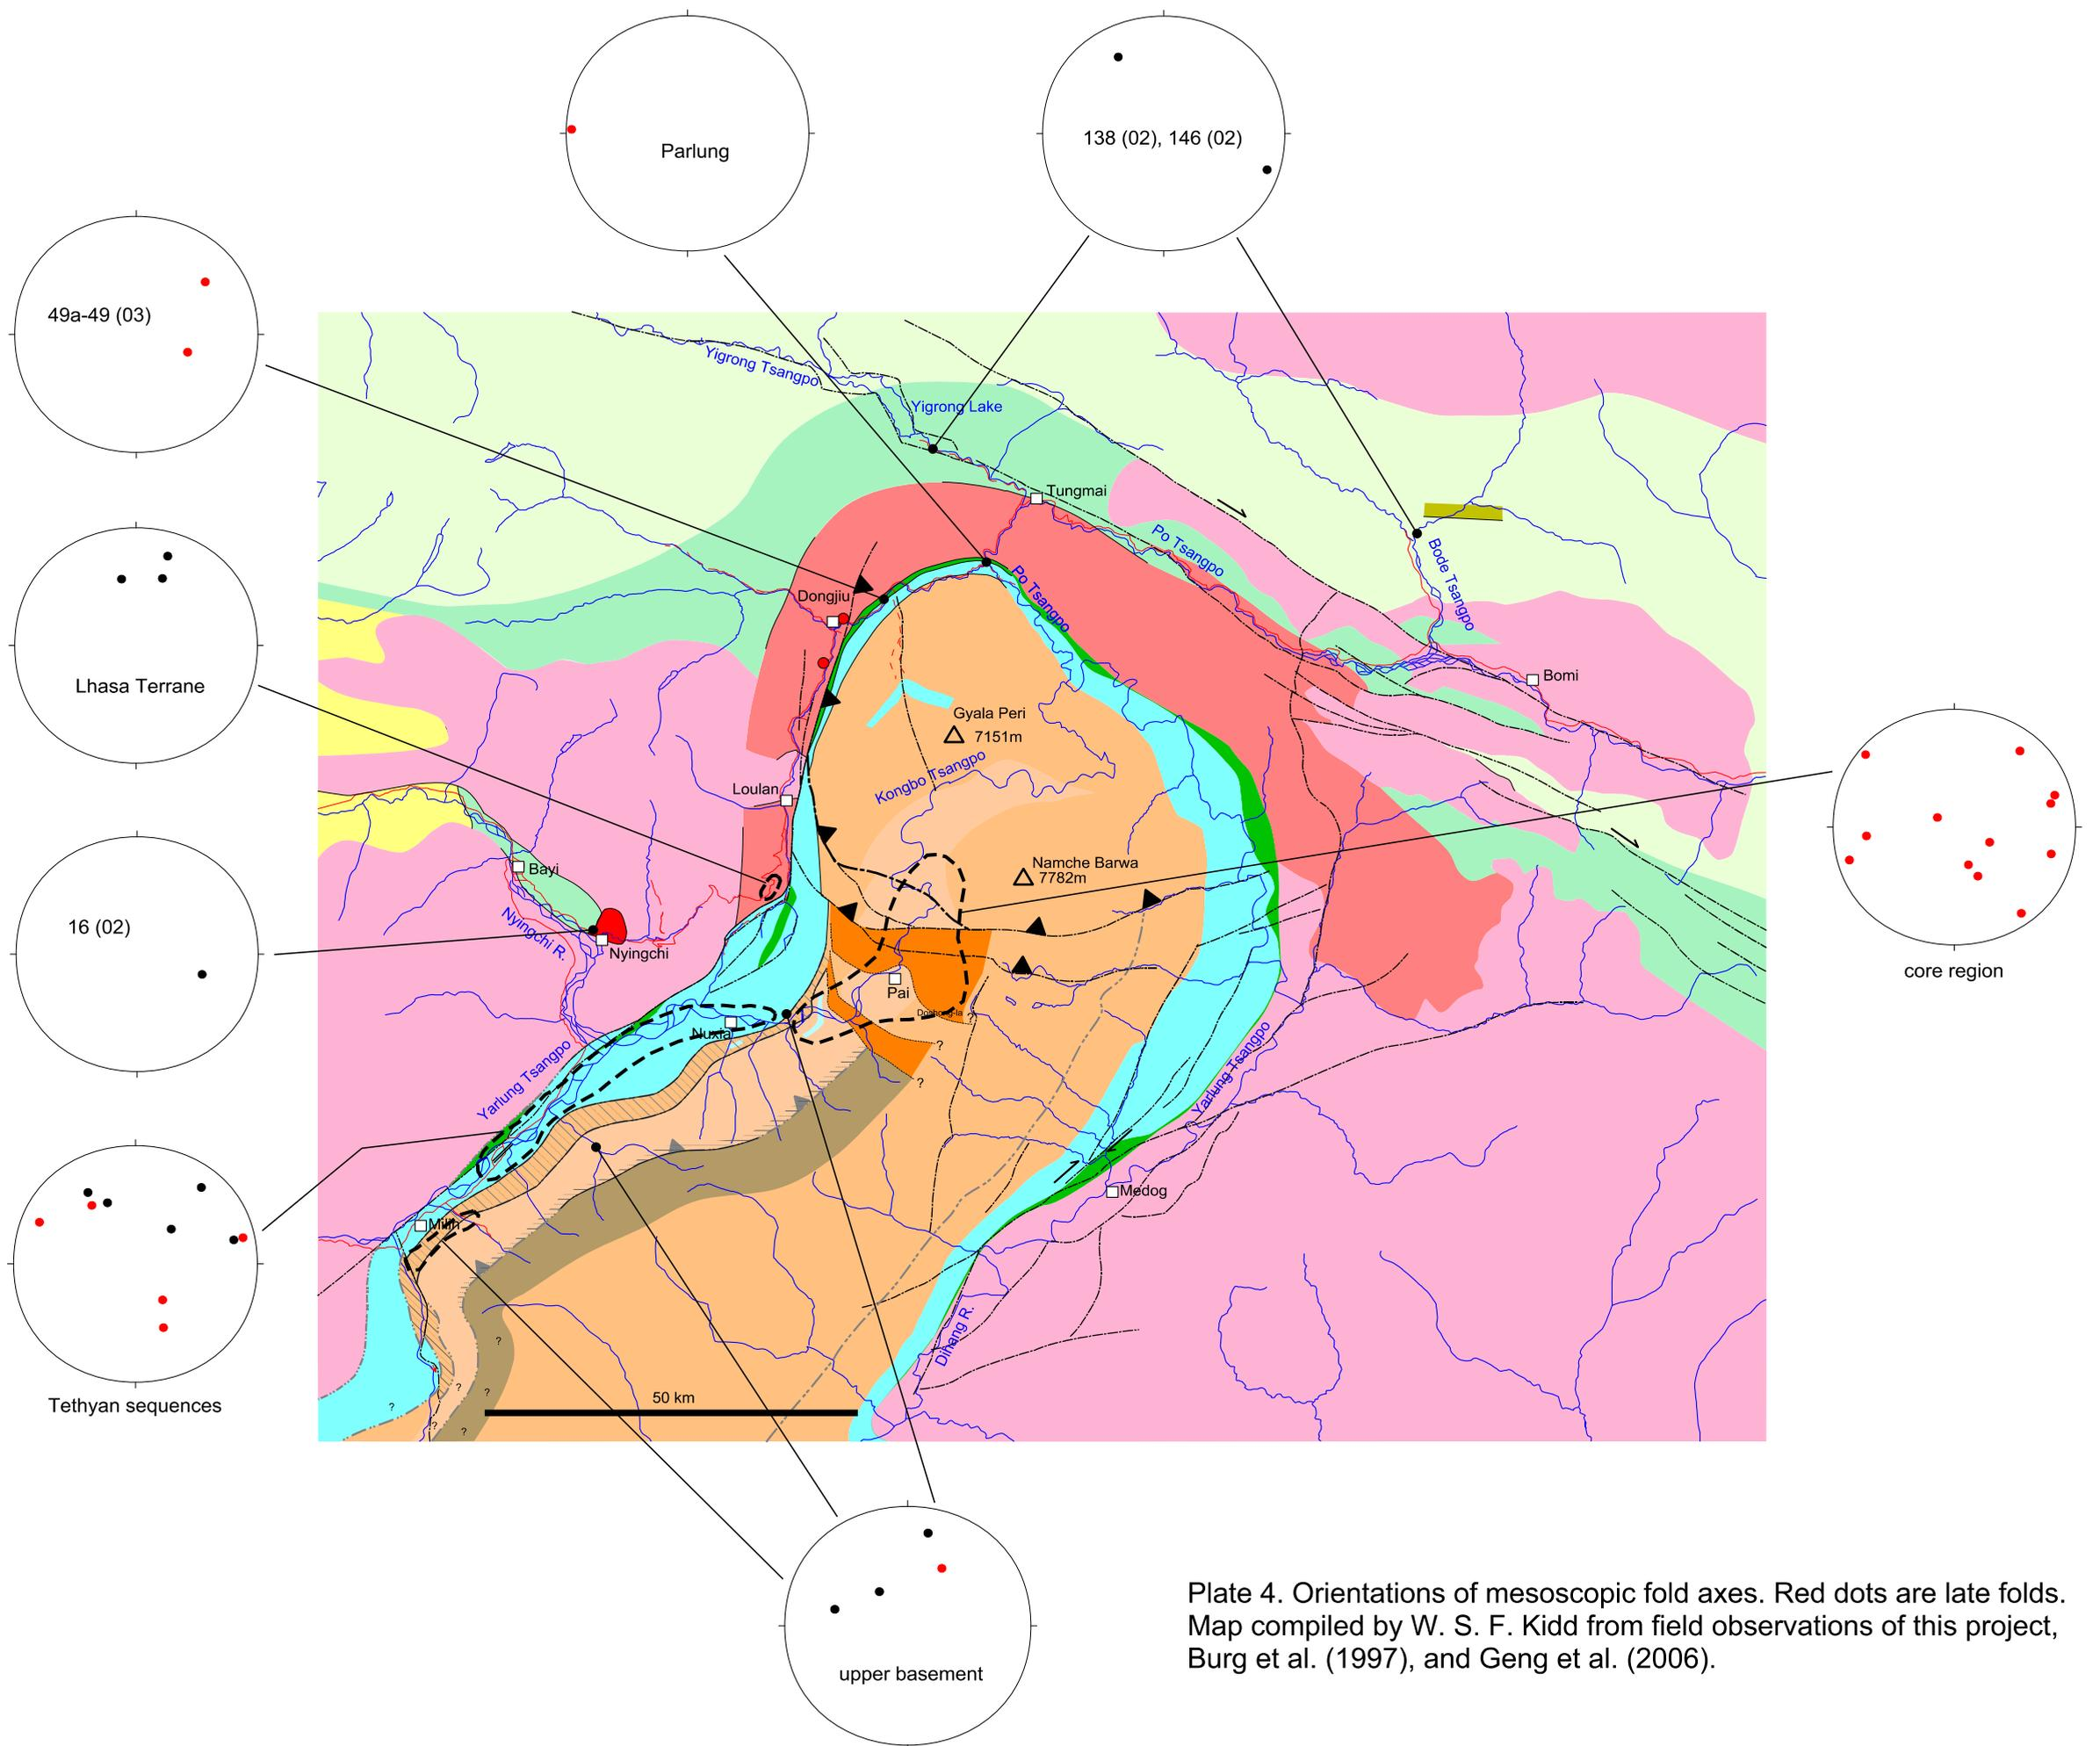 Parlung
138 (02), 146 (02)
49a-49 (03)
Yigrong Tsangpo
Yigrong Lake
7
Tungmai
Po Tsangpo
Bode Tsangpo
Po Tsangpo
Dongjiu
Lhasa Terrane
Bomi
Gyala Peri
7151m
Kongbo Tsangpo
Loulan
Namche Barwa
7782m
Bayi
16 (02)
Nyingchi R.
Nyingchi
core region
Pai
?
Nuxia
?
?
Yarlung Tsangpo
Yarlung Tsangpo
Medog
Milin
Dihang R.
?
?
?
?
?
?
50 km
Tethyan sequences
upper basement
Plate 4. Orientations of mesoscopic fold axes. Red dots are late folds.
Map compiled by W. S. F. Kidd from field observations of this project,
Burg et al. (1997), and Geng et al. (2006).